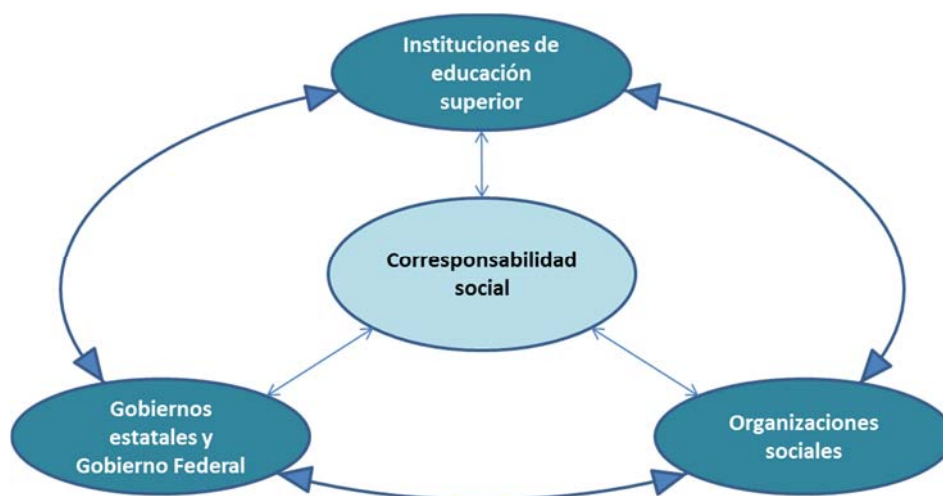 Instituciones de
educación
superior
Corresponsabilidad
social
Gobiernos
estatales y
Gobierno Federal
Organizaciones
sociales